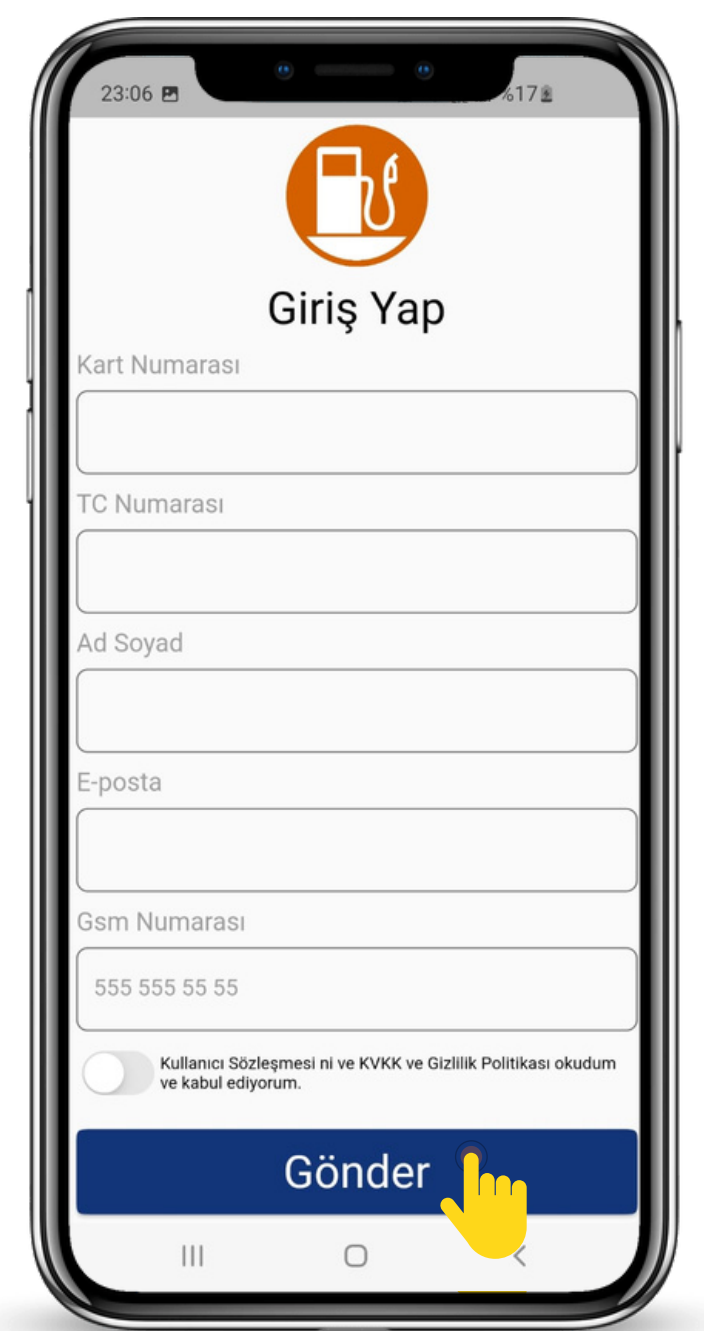 23:06 %17
Giriş Yap
Kart Numarası
TC Numarası
Ad Soyad
E-posta
Gsm Numarası
555 555 55 55
Kullanıcı Sözleşmesi ni ve KVKK ve Gizlilik Politikası okudum
ve kabul ediyorum.
Gönder